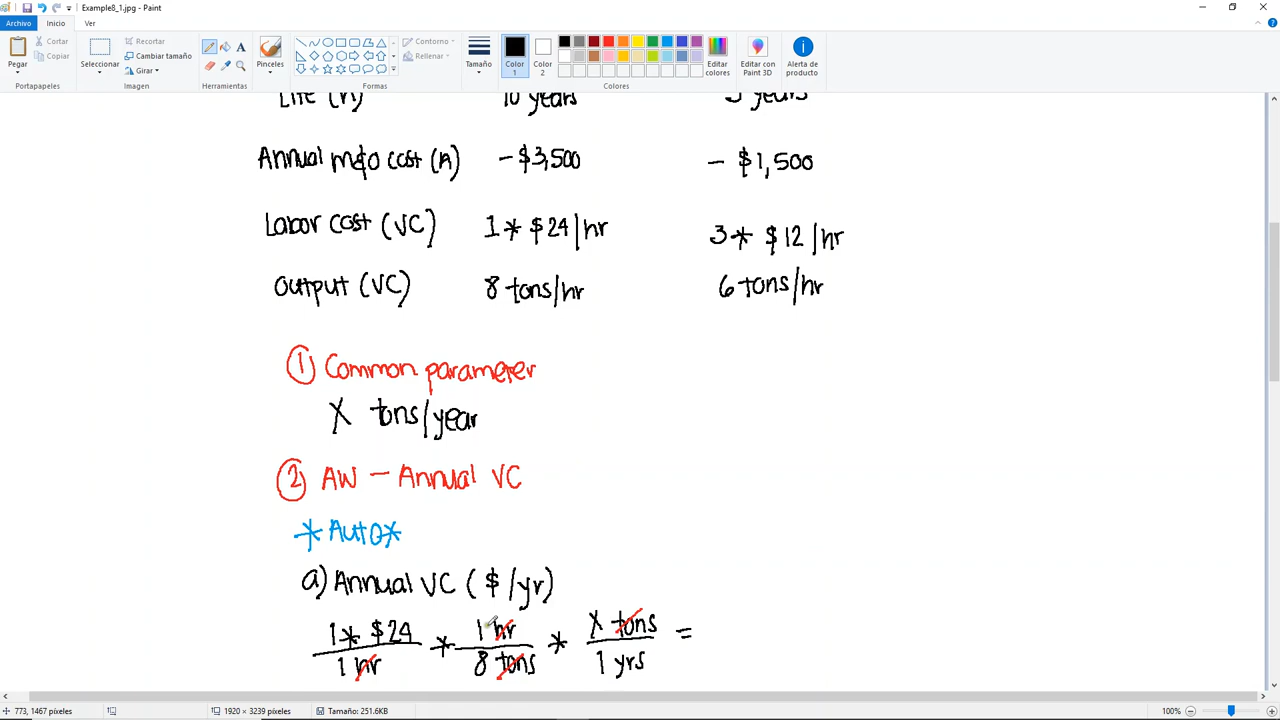 Example8_1.jpg - Paint
Archivo Inicio Ver
Pegar
Cortar
Copiar
Portapapeles
Seleccionar
Recortar
Cambiar tamaño
Girar
Imagen
Herramientas
Pinceles
Contorno
Rellenar
Formas
Tamaño
Color 1
Color 2
Colores
Editar colores
Editar con Paint 3D
Alerta de producto
Life (n) 10 years 5 years
Annual m&o cost (A) - $3,500 - $1,500
Labor cost (VC) 1* $24/hr 3* $12/hr
output (VC) 8 tons/hr 6 tons/hr
① Common parameter
X tons/year
② AW - Annual VC
*Auto*
a) Annual VC ($/yr)
1* $24 1 hr X tons
* * =
1 hr 8 tons 1 yrs
773, 1467 píxeles 1920 × 3239 píxeles Tamaño: 251.6KB 100%